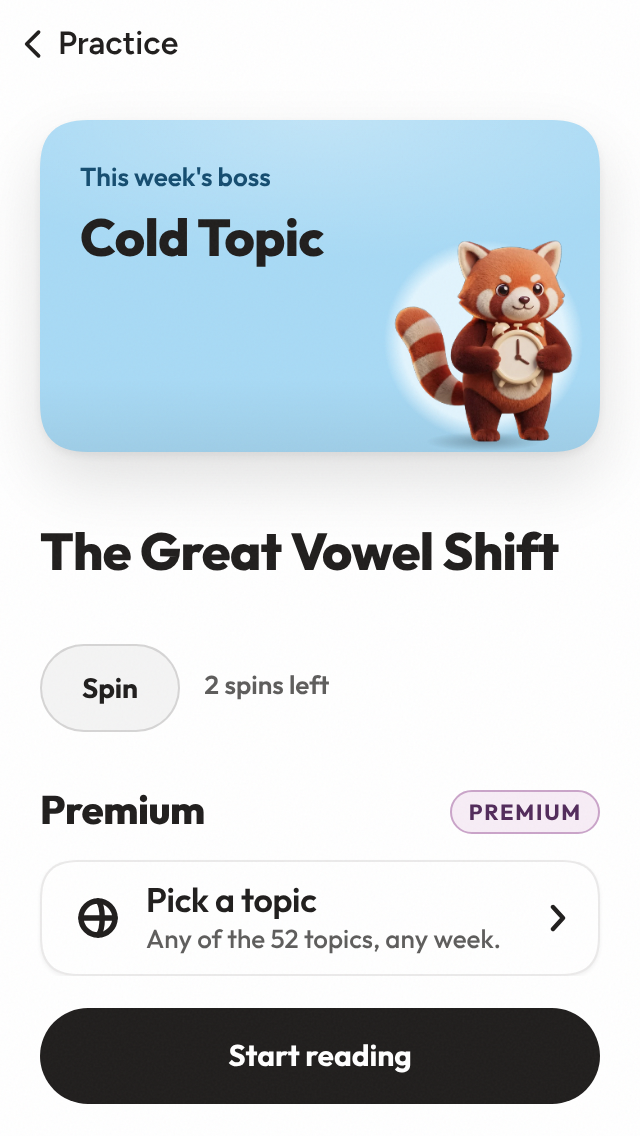 Practice
This week's boss
Cold Topic
The Great Vowel Shift
Spin
2 spins left
Premium
PREMIUM
Pick a topic
Any of the 52 topics, any week.
Start reading